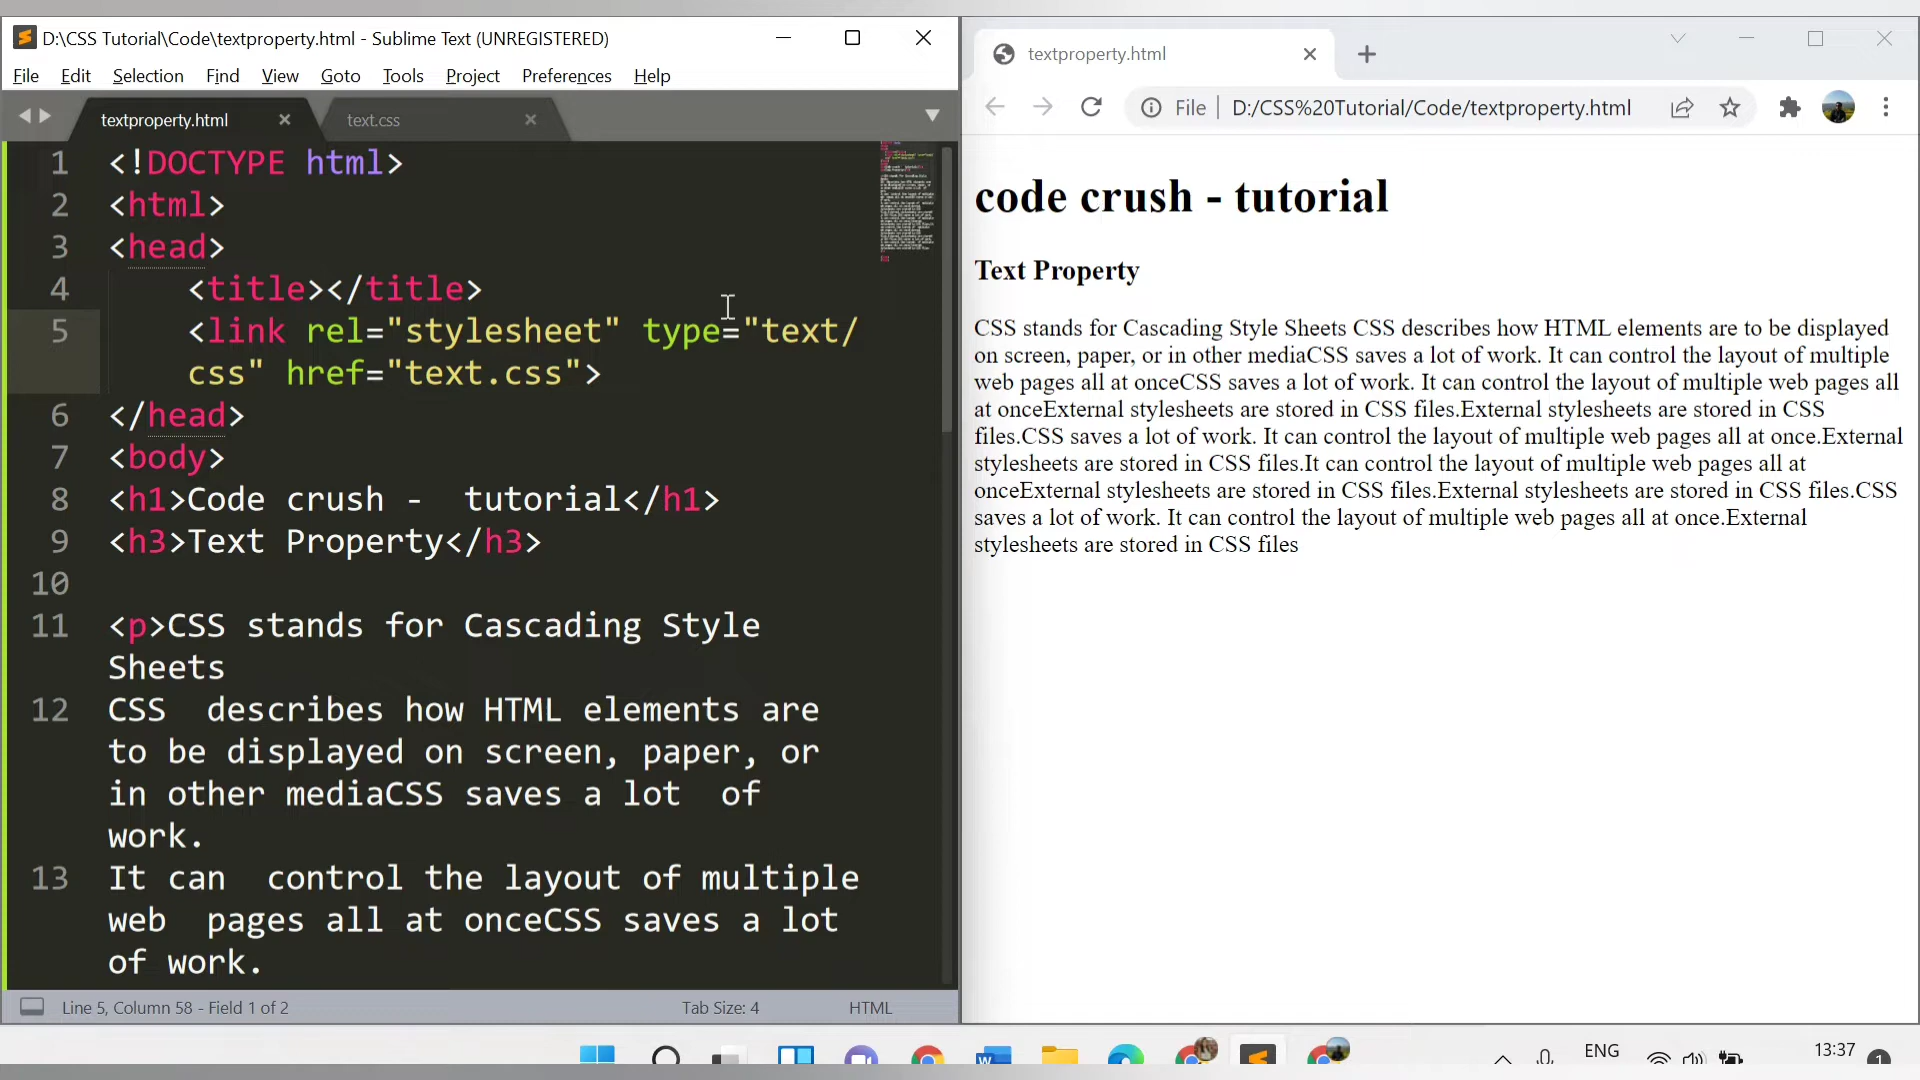 D:\CSS Tutorial\Code\textproperty.html - Sublime Text (UNREGISTERED)
File Edit Selection Find View Goto Tools Project Preferences Help
textproperty.html text.css
1 <!DOCTYPE html>
2 <html>
3 <head>
4 <title></title>
5 <link rel="stylesheet" type="text/
css" href="text.css">
6 </head>
7 <body>
8 <h1>Code crush -  tutorial</h1>
9 <h3>Text Property</h3>
10
11 <p>CSS stands for Cascading Style
Sheets
12 CSS  describes how HTML elements are
to be displayed on screen, paper, or
in other mediaCSS saves a lot  of
work.
13 It can  control the layout of multiple
web  pages all at onceCSS saves a lot
of work.
Line 5, Column 58 - Field 1 of 2 Tab Size: 4 HTML
textproperty.html
File D:/CSS%20Tutorial/Code/textproperty.html
code crush - tutorial
Text Property
CSS stands for Cascading Style Sheets CSS describes how HTML elements are to be displayed
on screen, paper, or in other mediaCSS saves a lot of work. It can control the layout of multiple
web pages all at onceCSS saves a lot of work. It can control the layout of multiple web pages all
at onceExternal stylesheets are stored in CSS files.External stylesheets are stored in CSS
files.CSS saves a lot of work. It can control the layout of multiple web pages all at once.External
stylesheets are stored in CSS files.It can control the layout of multiple web pages all at
onceExternal stylesheets are stored in CSS files.External stylesheets are stored in CSS files.CSS
saves a lot of work. It can control the layout of multiple web pages all at once.External
stylesheets are stored in CSS files
ENG 13:37 1